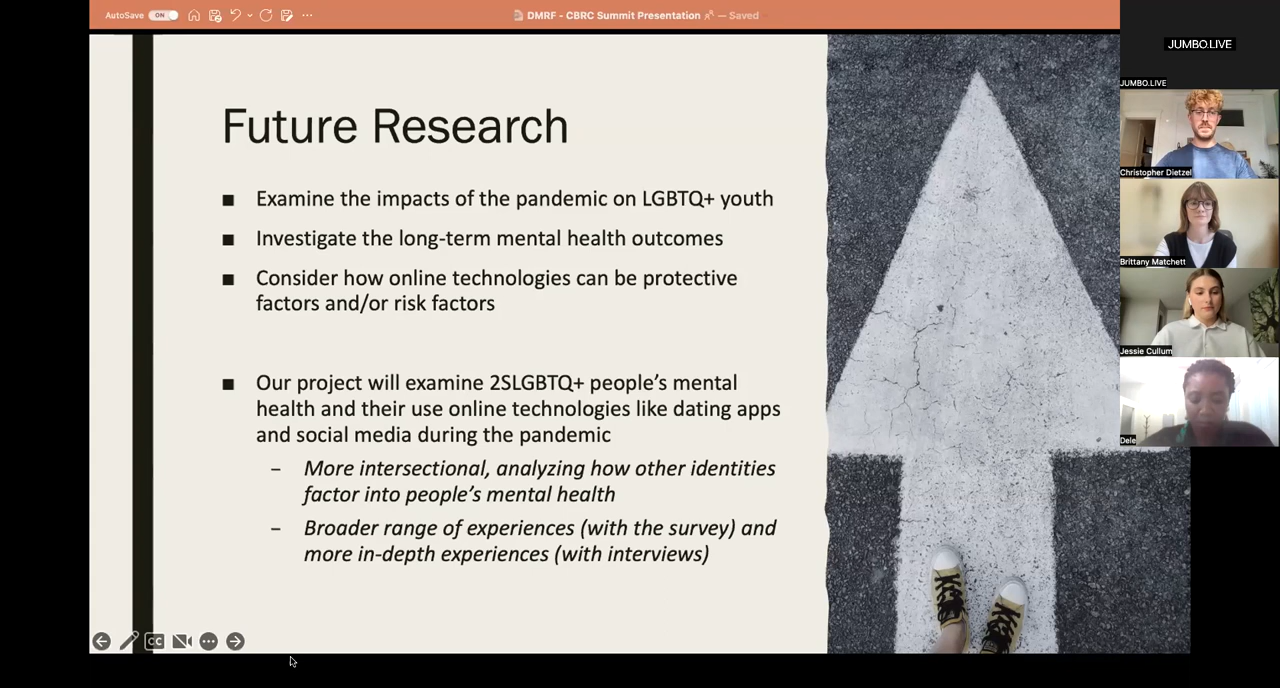 AutoSave ON
DMRF - CBRC Summit Presentation — Saved
JUMBO.LIVE
JUMBO.LIVE
Christopher Dietzel
Brittany Matchett
Jessie Cullum
Dele
Future Research
■ Examine the impacts of the pandemic on LGBTQ+ youth
■ Investigate the long-term mental health outcomes
■ Consider how online technologies can be protective
factors and/or risk factors
■ Our project will examine 2SLGBTQ+ people’s mental
health and their use online technologies like dating apps
and social media during the pandemic
– More intersectional, analyzing how other identities
factor into people’s mental health
– Broader range of experiences (with the survey) and
more in-depth experiences (with interviews)
CC